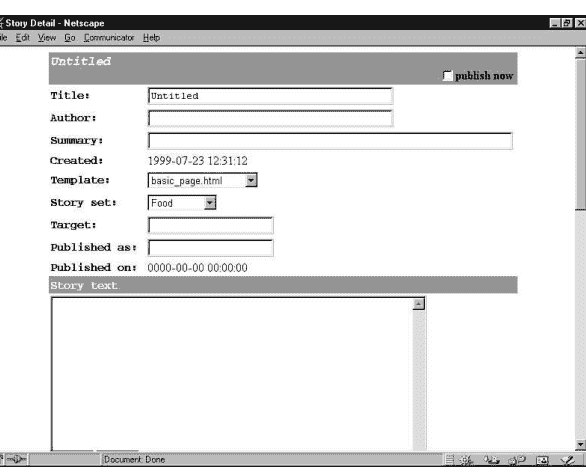 Story Detail - Netscape
ile Edit View Go Communicator Help
Untitled
publish now
Title: Untitled
Author:
Summary:
Created: 1999-07-23 12:31:12
Template: basic_page.html
Story set: Food
Target:
Published as:
Published on: 0000-00-00 00:00:00
Story text
Document: Done